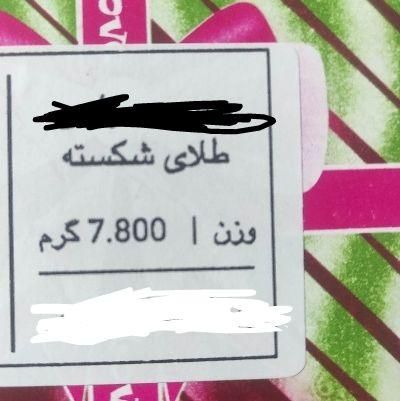 طلای شکسته
وزن | 7.800 گرم